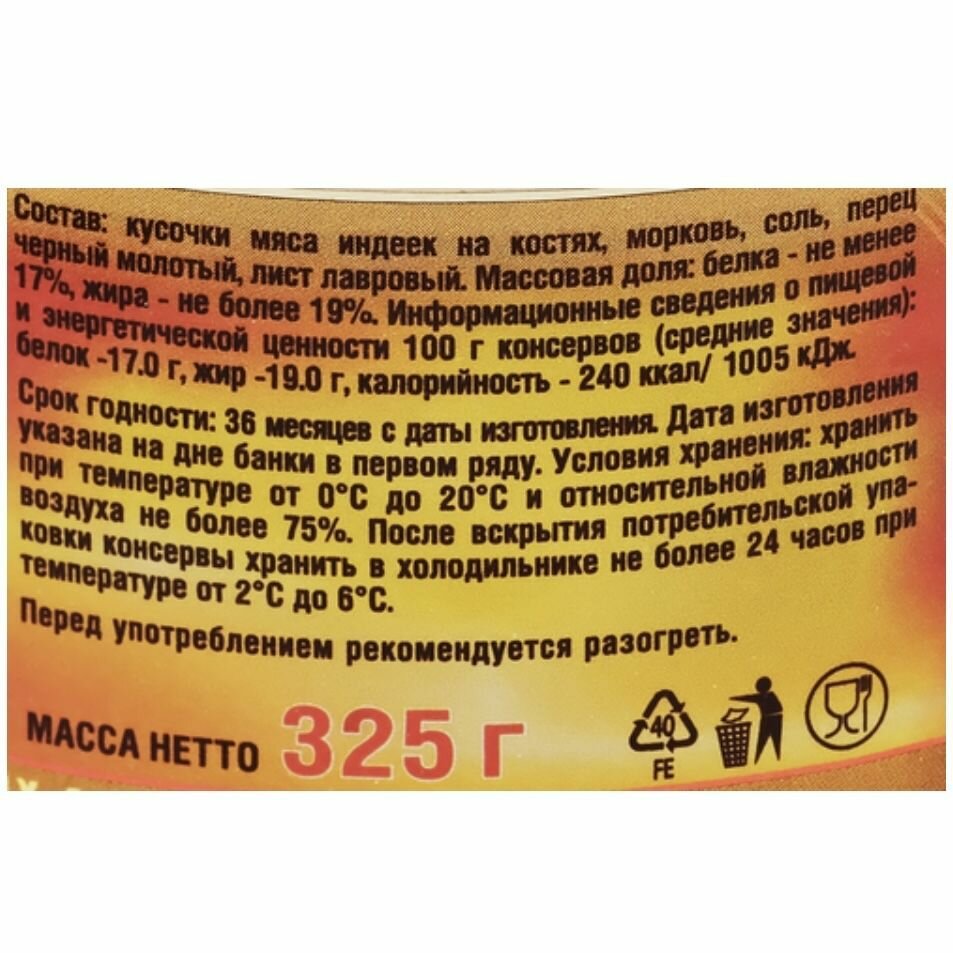 Состав: кусочки мяса индеек на костях, морковь, соль, перец
черный молотый, лист лавровый. Массовая доля: белка - не менее
17%, жира - не более 19%. Информационные сведения о пищевой
и энергетической ценности 100 г консервов (средние значения):
белок -17.0 г, жир -19.0 г, калорийность - 240 ккал/ 1005 кДж.
Срок годности: 36 месяцев с даты изготовления. Дата изготовления
указана на дне банки в первом ряду. Условия хранения: хранить
при температуре от 0°С до 20°С и относительной влажности
воздуха не более 75%. После вскрытия потребительской упа-
ковки консервы хранить в холодильнике не более 24 часов при
температуре от 2°С до 6°С.
Перед употреблением рекомендуется разогреть.
МАССА НЕТТО 325 г
40
FE